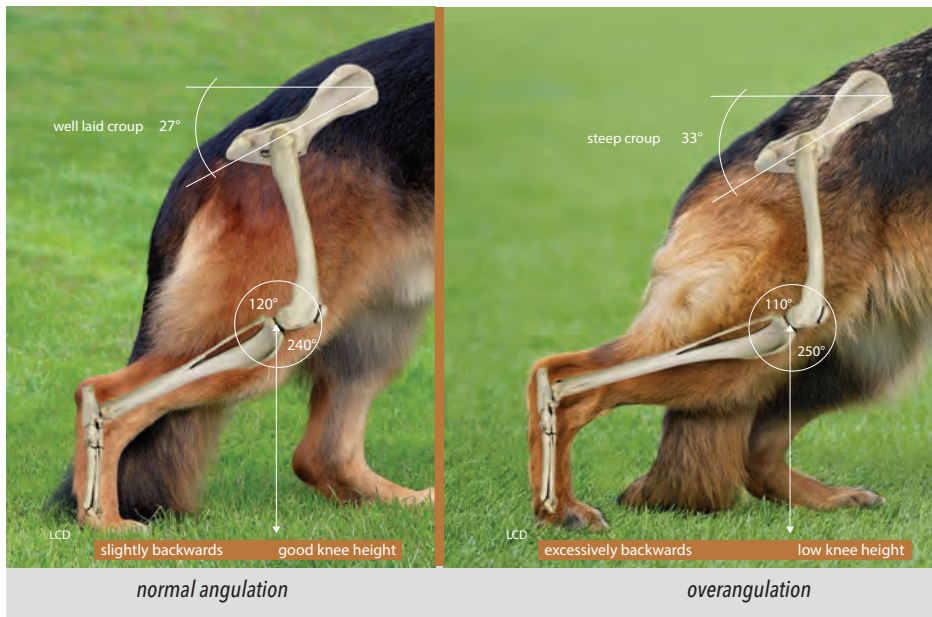 well laid croup 27°
120°
240°
LCD
slightly backwards good knee height
normal angulation
steep croup 33°
110°
250°
LCD
excessively backwards low knee height
overangulation